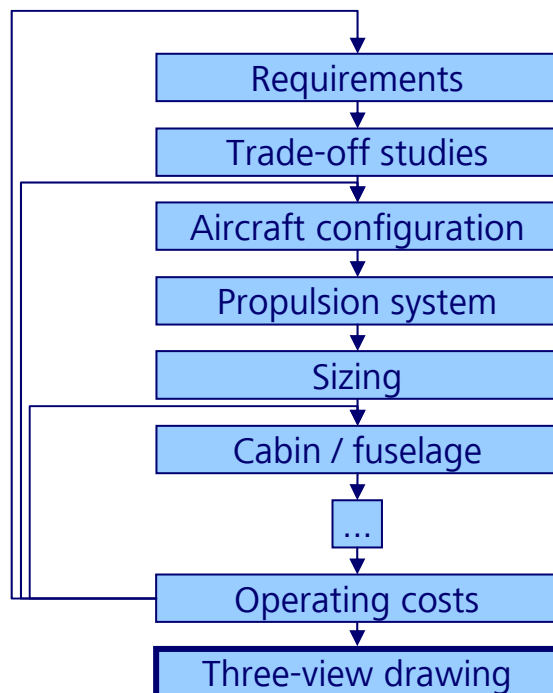 Requirements
Trade-off studies
Aircraft configuration
Propulsion system
Sizing
Cabin / fuselage
...
Operating costs
Three-view drawing